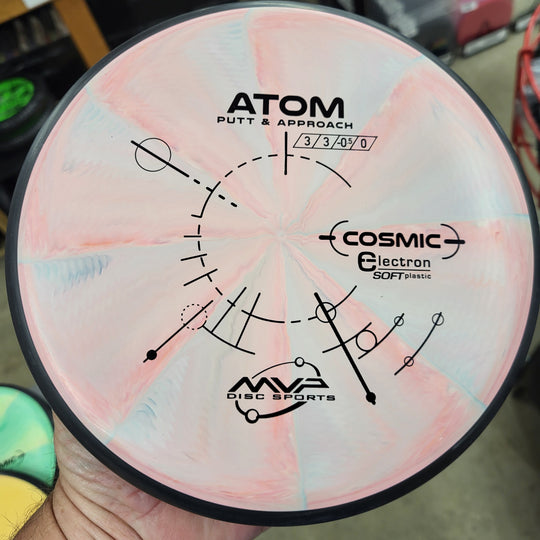 ATOM
PUTT & APPROACH
3 / 3 / -0.5 / 0
COSMIC
Electron
SOFT plastic
MVP
DISC SPORTS